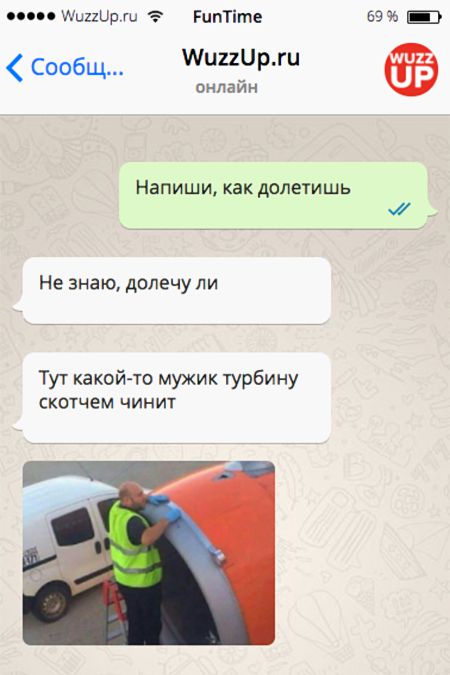 WuzzUp.ru FunTime 69 %
Сообщ... WuzzUp.ru WUZZ
онлайн UP
Напиши, как долетишь
Не знаю, долечу ли
Тут какой-то мужик турбину
скотчем чинит